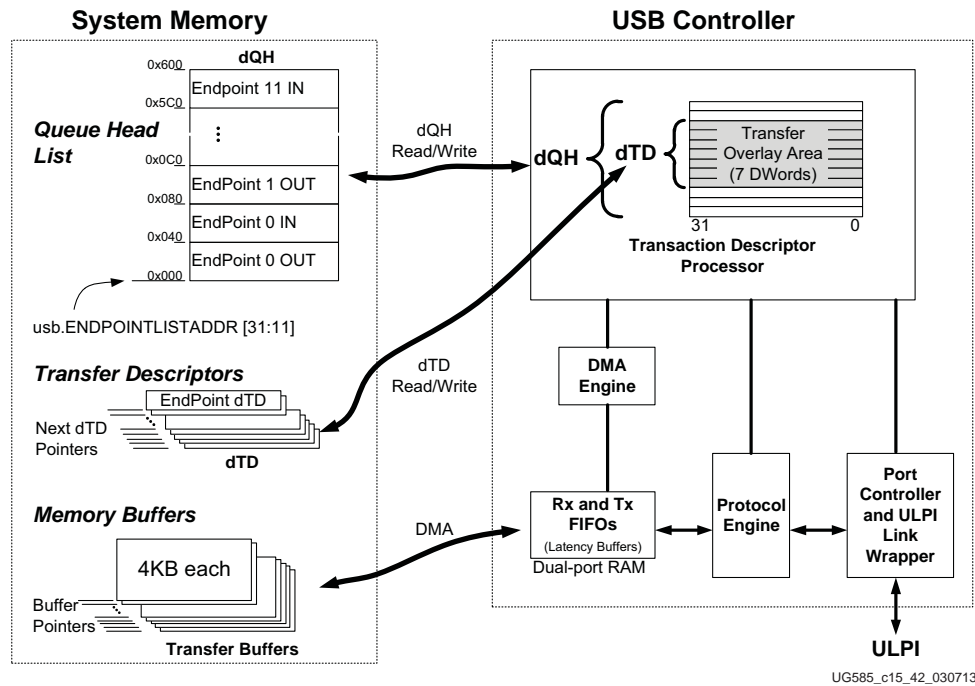 System Memory
USB Controller
dQH
0x600
Endpoint 11 IN
0x5C0
Queue Head
List
0x0C0
EndPoint 1 OUT
0x080
EndPoint 0 IN
0x040
EndPoint 0 OUT
0x000
usb.ENDPOINTLISTADDR [31:11]
dQH
Read/Write
dQH
dTD
Transfer
Overlay Area
(7 DWords)
31
0
Transaction Descriptor
Processor
Transfer Descriptors
EndPoint dTD
Next dTD
Pointers
dTD
dTD
Read/Write
DMA
Engine
Memory Buffers
4KB each
Buffer
Pointers
Transfer Buffers
DMA
Rx and Tx
FIFOs
(Latency Buffers)
Dual-port RAM
Protocol
Engine
Port
Controller
and ULPI
Link
Wrapper
ULPI
UG585_c15_42_030713